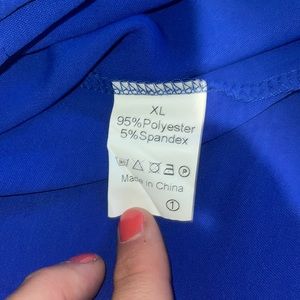 XL
95%Polyester
5%Spandex
Made in China
1